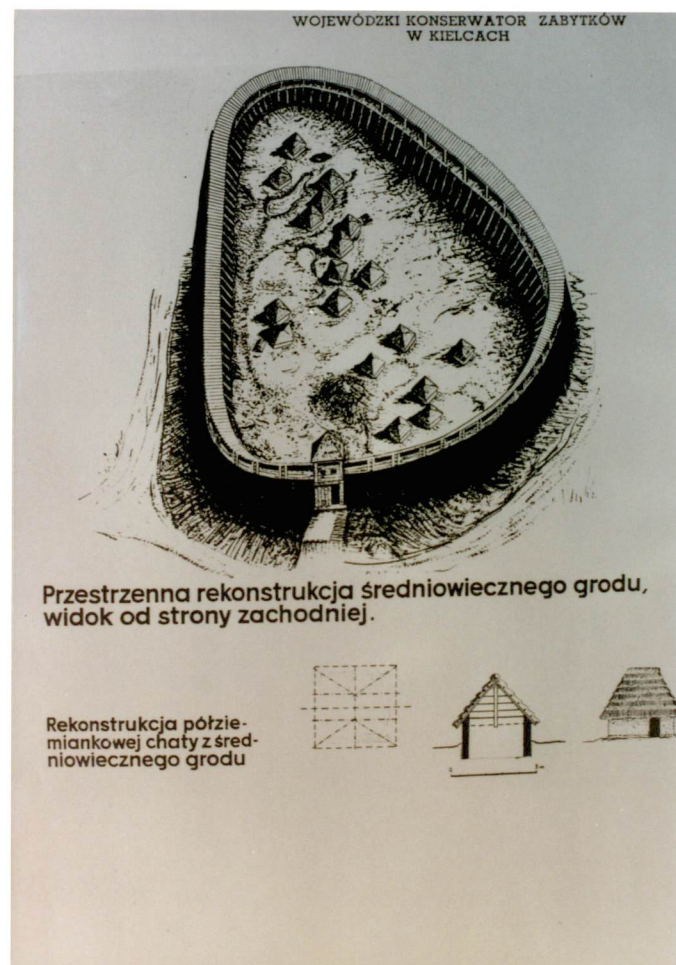 WOJEWÓDZKI KONSERWATOR ZABYTKÓW
W KIELCACH
Przestrzenna rekonstrukcja średniowiecznego grodu,
widok od strony zachodniej.
Rekonstrukcja półzie-
miankowej chaty z śred-
niowiecznego grodu